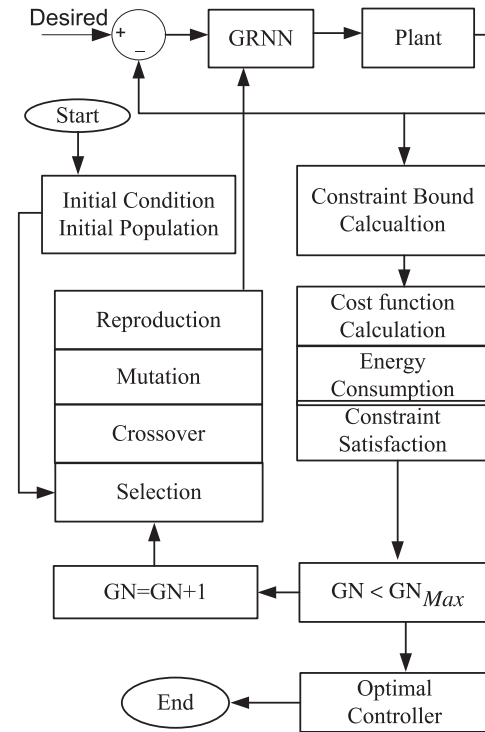 Desired
+
−
GRNN
Plant
Start
Initial Condition
Initial Population
Constraint Bound
Calcualtion
Reproduction
Mutation
Crossover
Selection
Cost function
Calculation
Energy
Consumption
Constraint
Satisfaction
GN=GN+1
GN < GNMax
End
Optimal
Controller